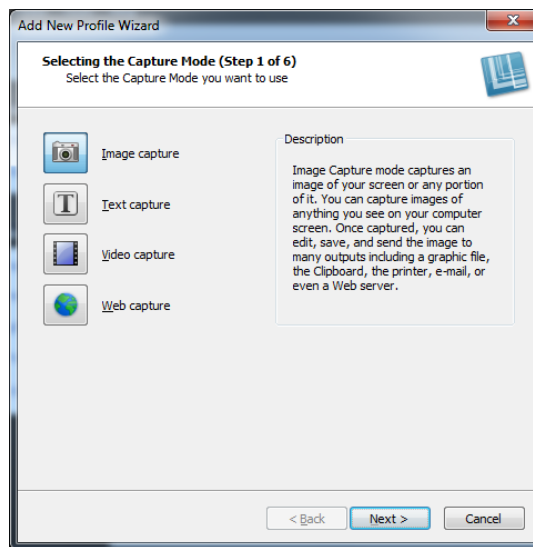 Add New Profile Wizard
Selecting the Capture Mode (Step 1 of 6)
Select the Capture Mode you want to use
Image capture
Text capture
Video capture
Web capture
Description
Image Capture mode captures an
image of your screen or any portion
of it. You can capture images of
anything you see on your computer
screen. Once captured, you can
edit, save, and send the image to
many outputs including a graphic file,
the Clipboard, the printer, e-mail, or
even a Web server.
< Back
Next >
Cancel